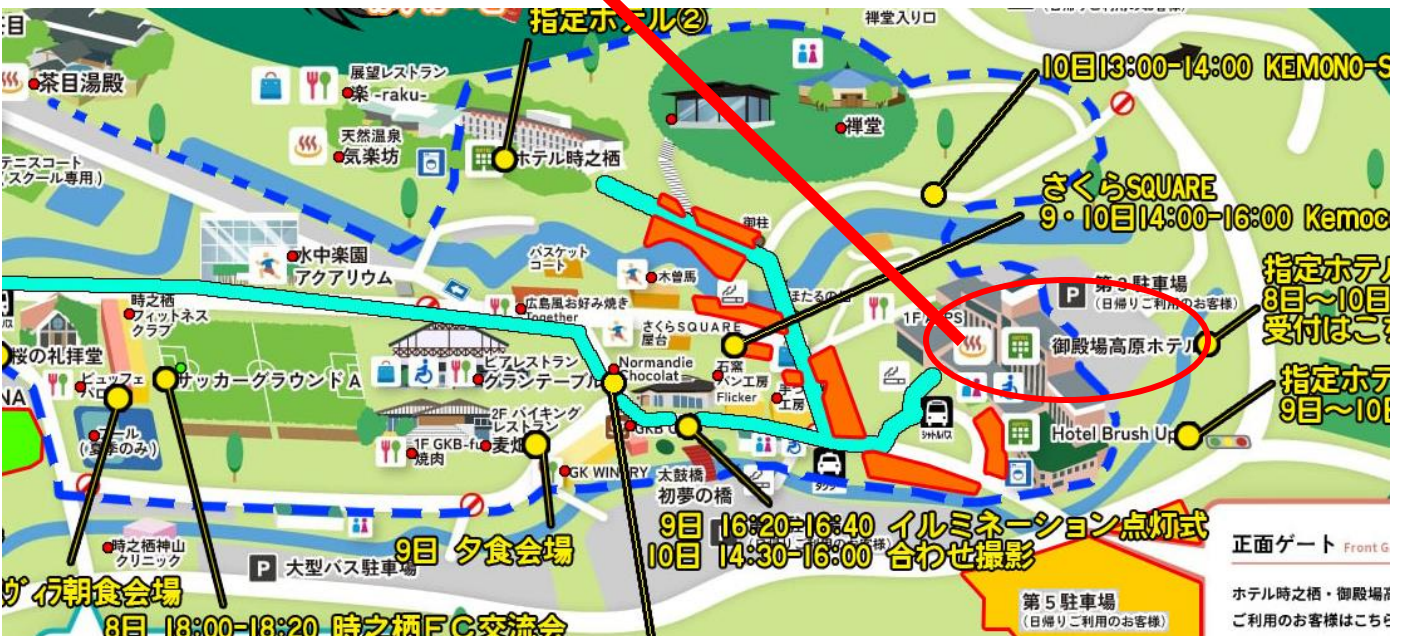 指定ホテル②
禅堂入り口
茶目湯殿
展望レストラン
楽 -raku-
10日13:00-14:00 KEMONO-S
天然温泉
気楽坊
禅堂
テニスコート
(スクール専用)
ホテル時之栖
さくらSQUARE
9・10日14:00-16:00 Kemoc
御柱
水中楽園
アクアリウム
バスケット
コート
木曽馬
指定ホテル
8日～10日
第3駐車場
(日帰りご利用のお客様)
時之栖
フィットネス
クラブ
広島風お好み焼き
Together
さくらSQUARE
屋台
御殿場高原ホテル
桜の礼拝堂
サッカーグラウンドA
ビアレストラン
グランテーブル
Normandie
Chocolat
石窯
パン工房
Flicker
工房
シャトルバス
指定ホテ
9日～10日
Hotel Brush Up
プール
(夏季のみ)
2F バイキング
レストラン
麦畑
1F GKB-fu
焼肉
GK WINERY
太鼓橋
初夢の橋
タクシー
9日 16:20-16:40 イルミネーション点灯式
10日 14:30-16:00 合わせ撮影
時之栖神山
クリニック
P 大型バス駐車場
9日 夕食会場
朝食会場
8日 18:00-18:20 時之栖FC交流会
第5駐車場
(日帰りご利用のお客様)
正面ゲート Front G
ホテル時之栖・御殿場高
ご利用のお客様はこちら